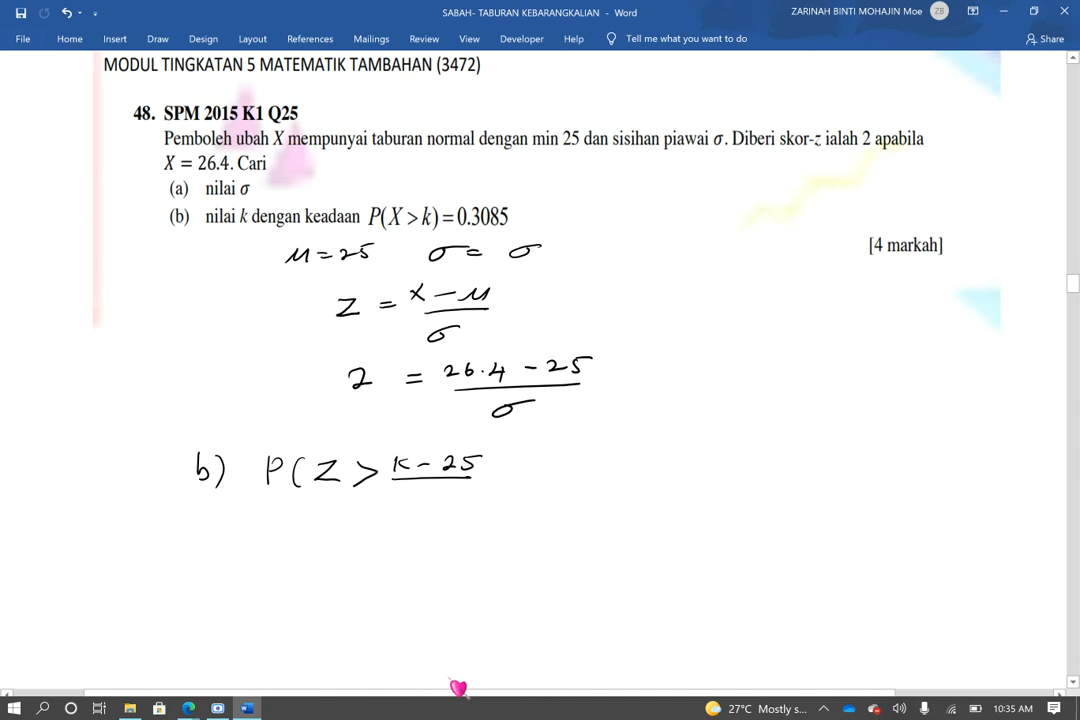 SABAH- TABURAN KEBARANGKALIAN - Word
ZARINAH BINTI MOHAJIN Moe
ZB
File Home Insert Draw Design Layout References Mailings Review View Developer Help Tell me what you want to do
Share
MODUL TINGKATAN 5 MATEMATIK TAMBAHAN (3472)
48. SPM 2015 K1 Q25
Pemboleh ubah X mempunyai taburan normal dengan min 25 dan sisihan piawai σ. Diberi skor-z ialah 2 apabila
X = 26.4. Cari
(a) nilai σ
(b) nilai k dengan keadaan P(X > k) = 0.3085
[4 markah]
μ = 25 σ = σ
Z = X - μ
σ
2 = 26.4 - 25
σ
b) P(Z > K - 25
27°C Mostly s...
10:35 AM